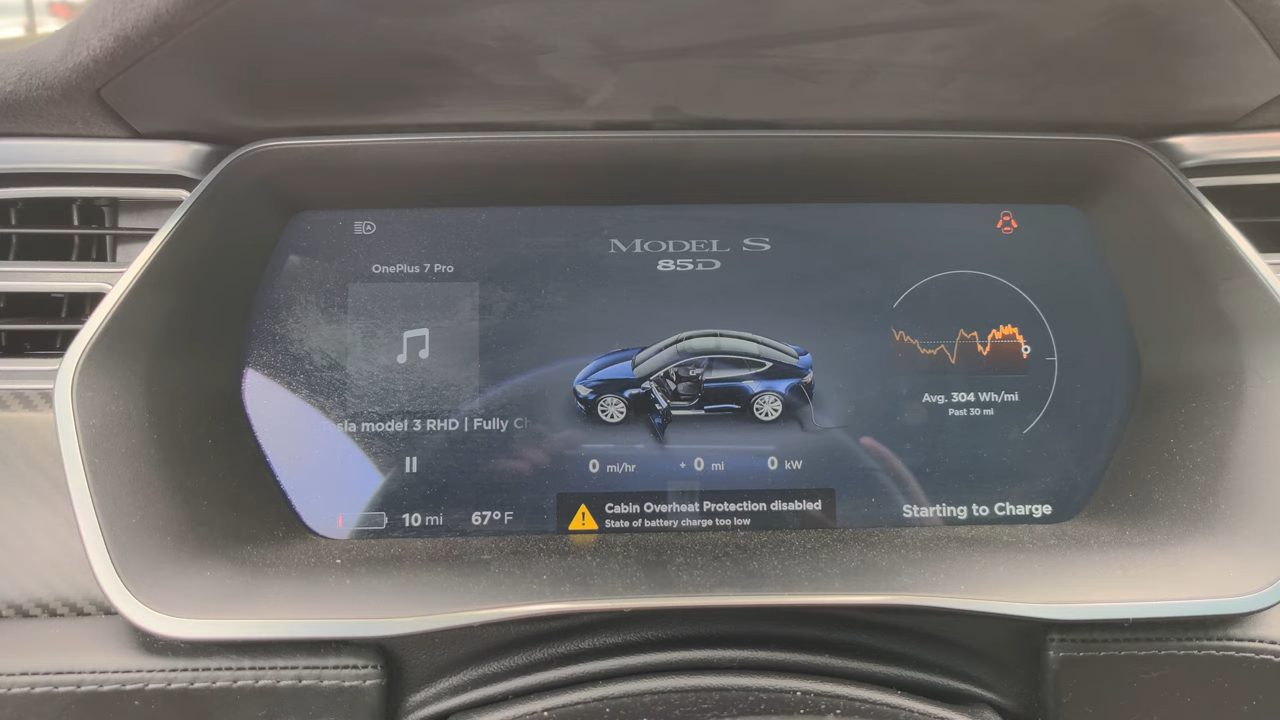 OnePlus 7 Pro
MODEL S
85D
sla model 3 RHD | Fully Ch
0 mi/hr
+ 0 mi
0 kW
Avg. 304 Wh/mi
Past 30 mi
10 mi
67° F
Cabin Overheat Protection disabled
State of battery charge too low
Starting to Charge